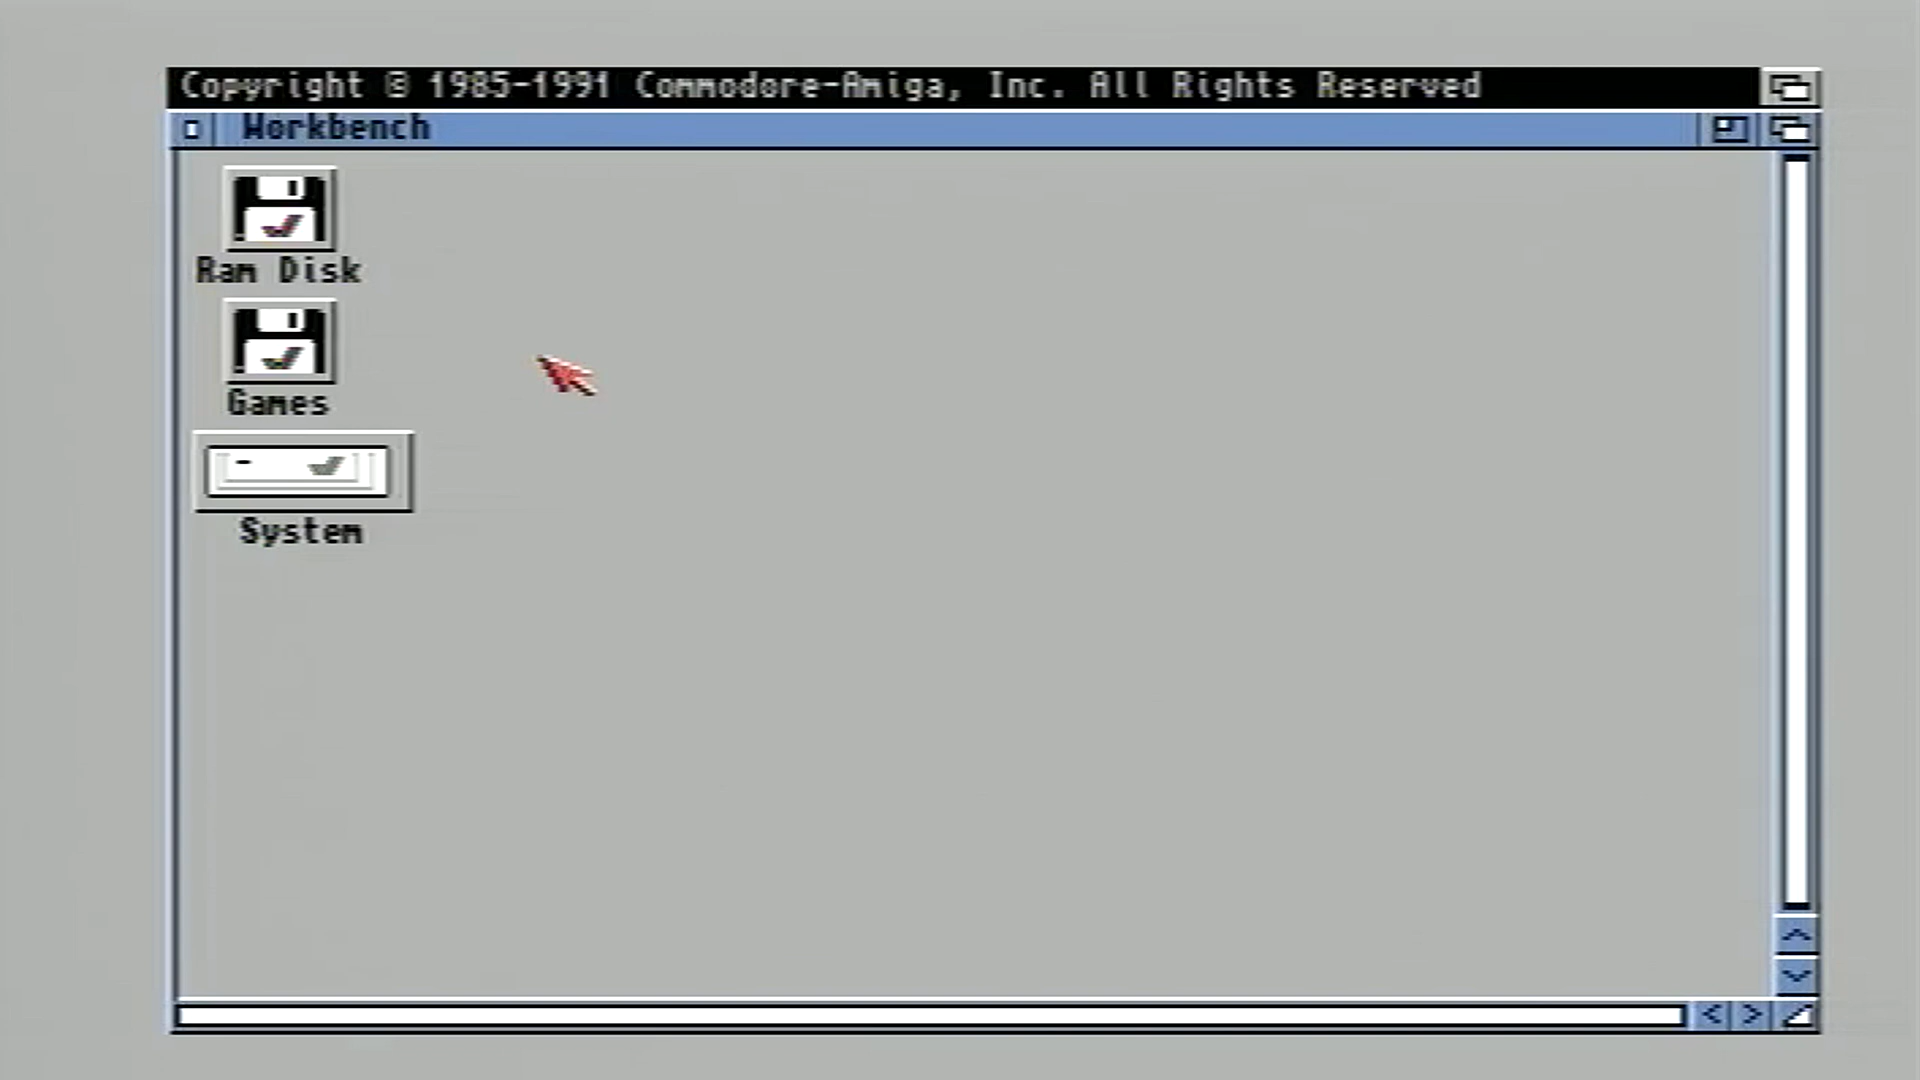 Copyright © 1985-1991 Commodore-Amiga, Inc. All Rights Reserved
Workbench
Ram Disk
Games
System